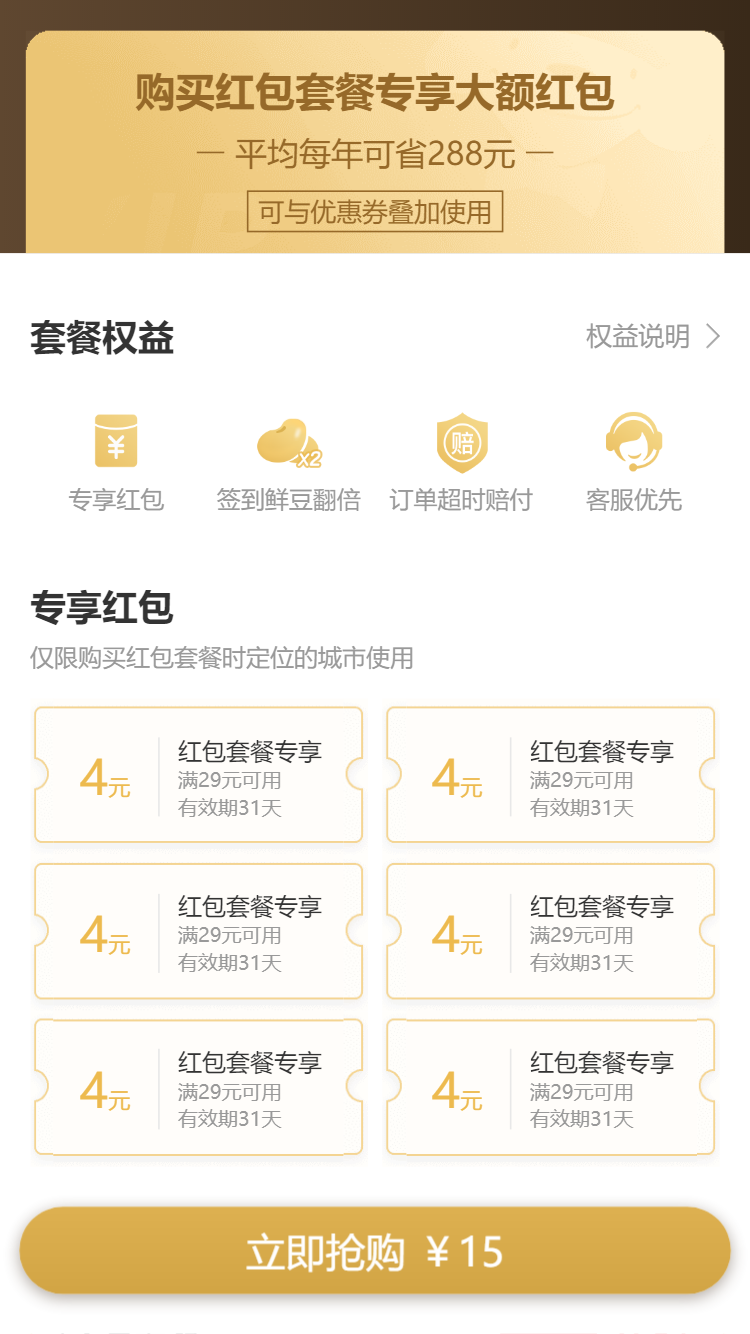 购买红包套餐专享大额红包
— 平均每年可省288元 —
可与优惠券叠加使用
套餐权益
权益说明
¥
x2
赔
专享红包
签到鲜豆翻倍
订单超时赔付
客服优先
专享红包
仅限购买红包套餐时定位的城市使用
4元
红包套餐专享
满29元可用
有效期31天
4元
红包套餐专享
满29元可用
有效期31天
4元
红包套餐专享
满29元可用
有效期31天
4元
红包套餐专享
满29元可用
有效期31天
4元
红包套餐专享
满29元可用
有效期31天
4元
红包套餐专享
满29元可用
有效期31天
立即抢购 ¥15